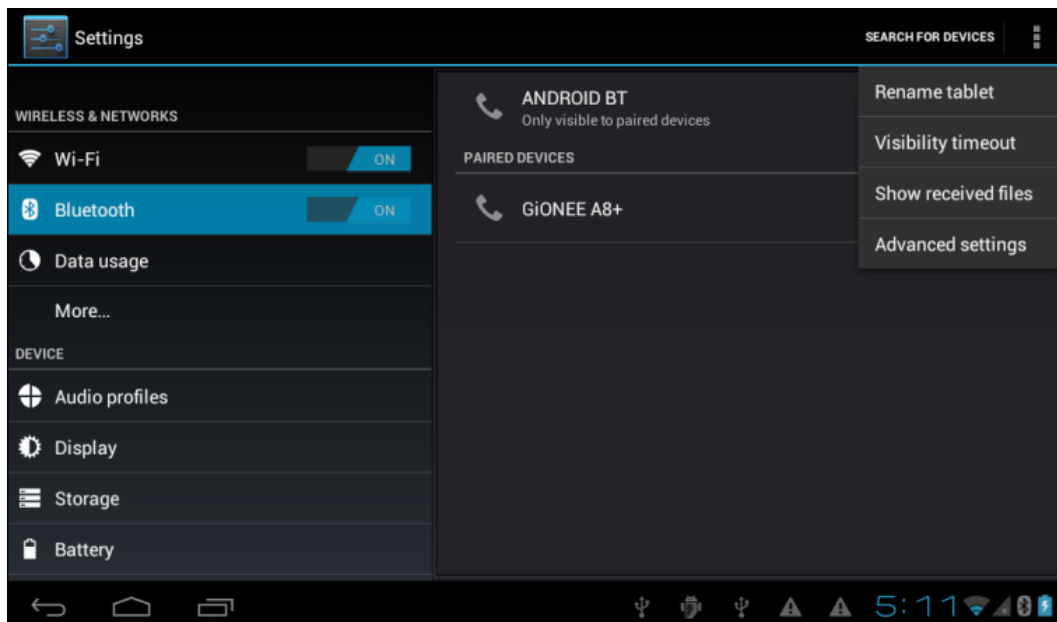 Settings
SEARCH FOR DEVICES
WIRELESS & NETWORKS
Wi-Fi
ON
Bluetooth
ON
Data usage
More...
DEVICE
Audio profiles
Display
Storage
Battery
ANDROID BT
Only visible to paired devices
PAIRED DEVICES
GiONEE A8+
Rename tablet
Visibility timeout
Show received files
Advanced settings
5:11